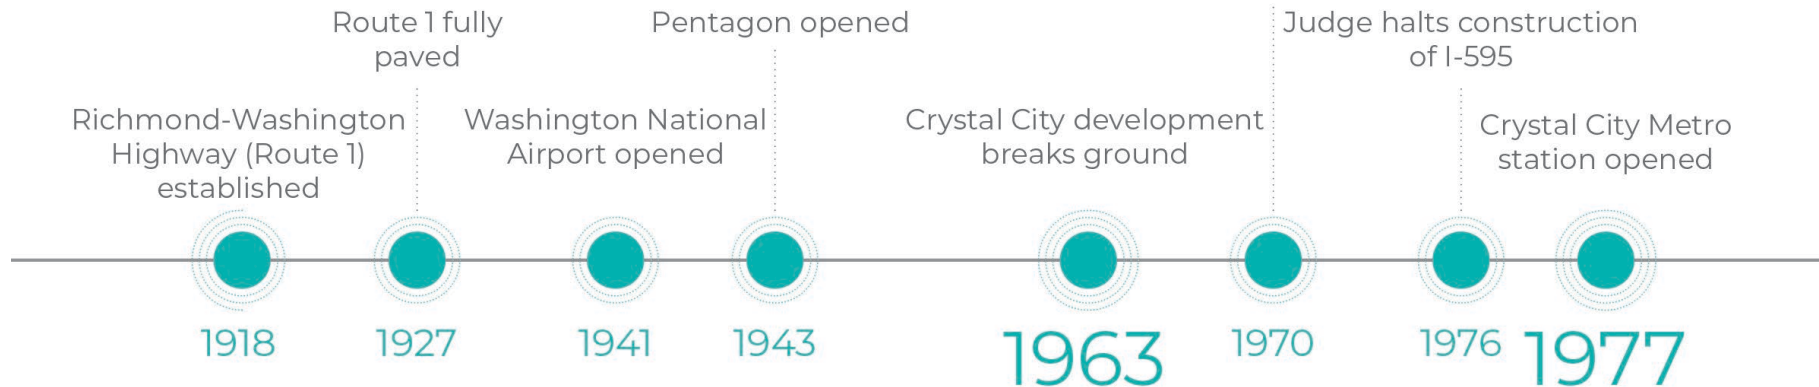 Route 1 fully
paved
Pentagon opened
Judge halts construction
of I-595
Richmond-Washington
Highway (Route 1)
established
Washington National
Airport opened
Crystal City development
breaks ground
Crystal City Metro
station opened
1918
1927
1941
1943
1963
1970
1976
1977